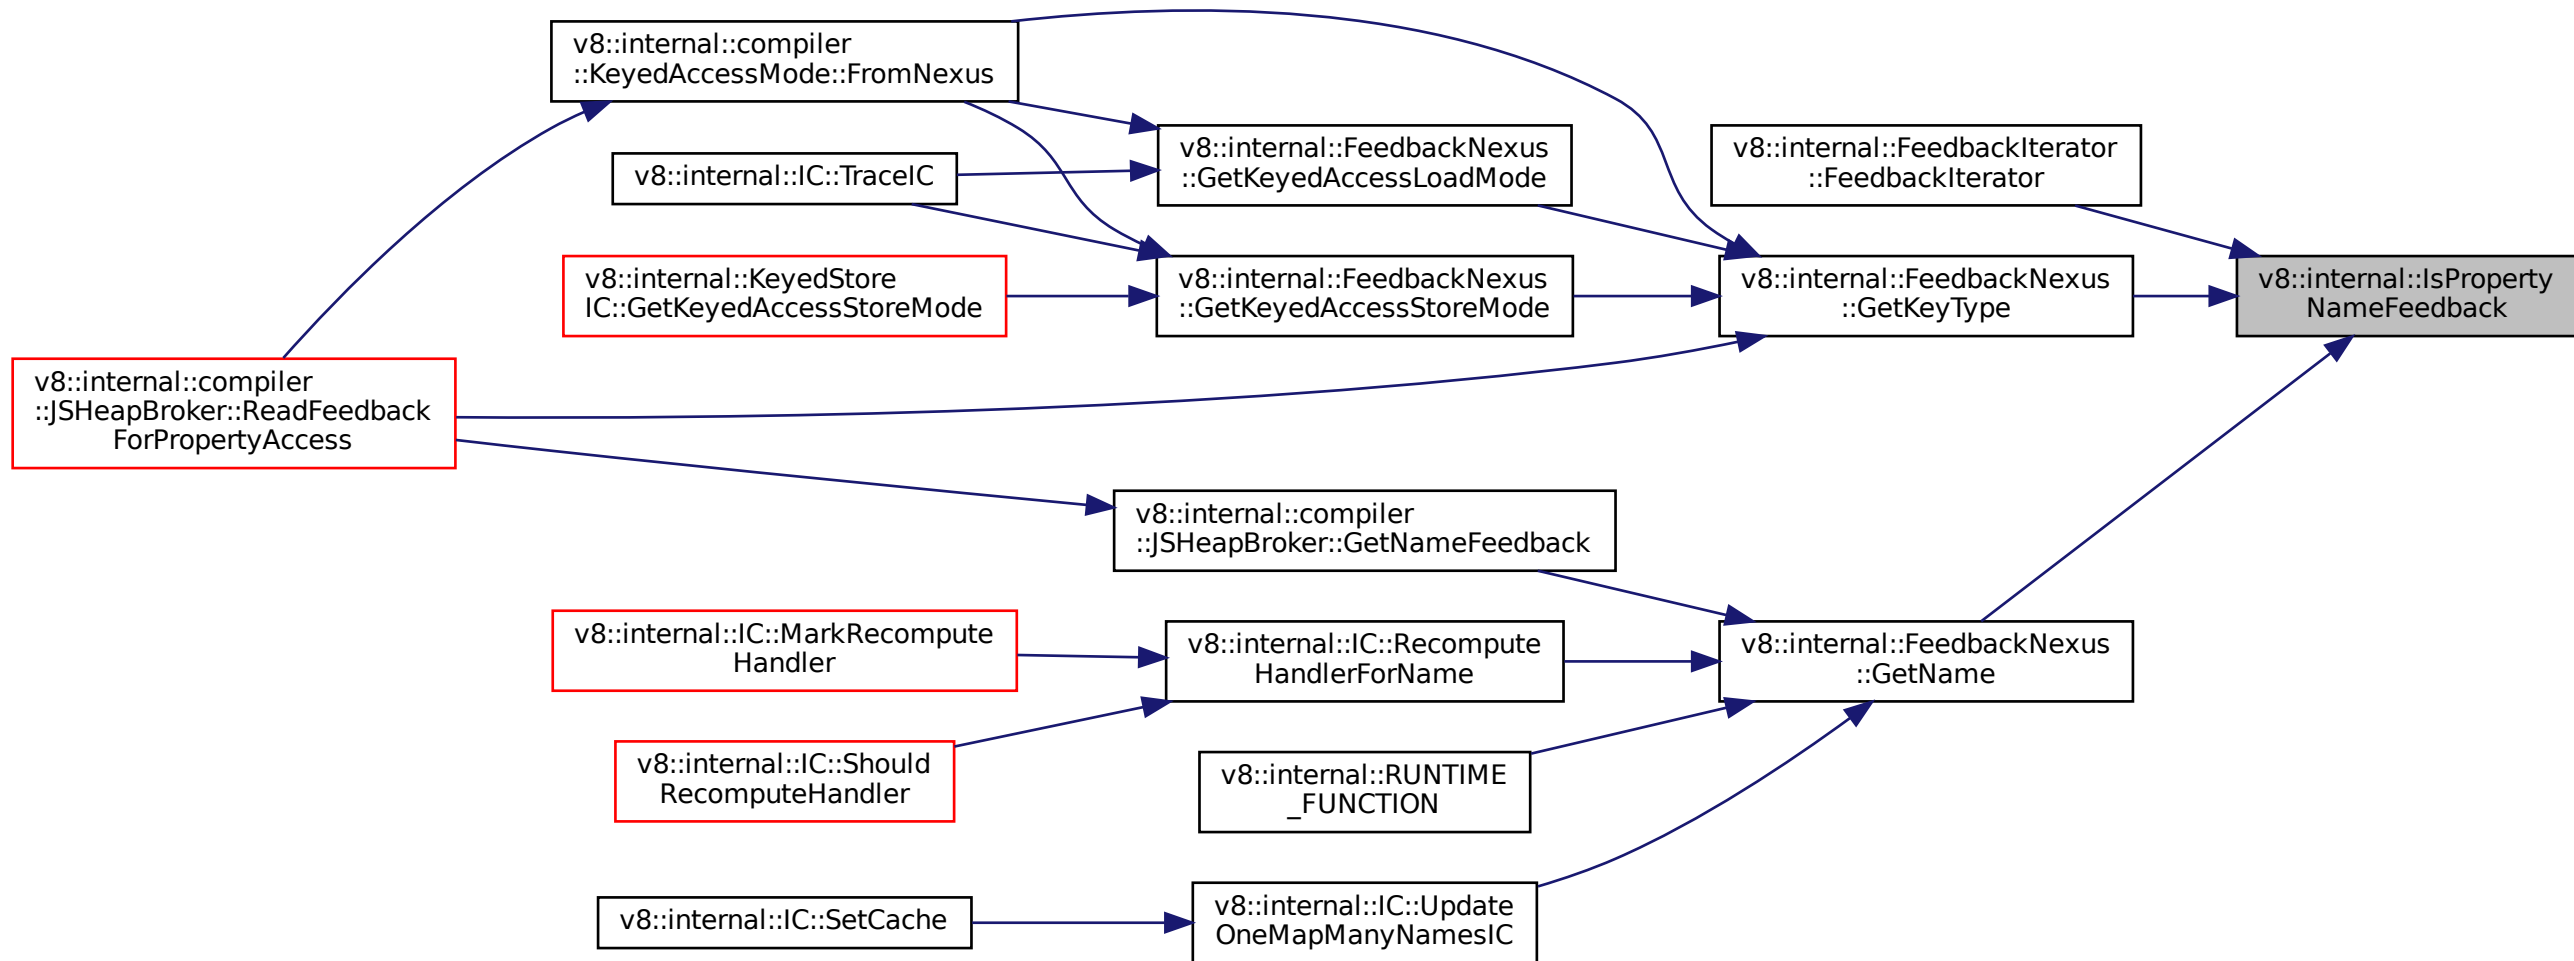 v8::internal::compiler
::KeyedAccessMode::FromNexus
v8::internal::FeedbackNexus
::GetKeyedAccessLoadMode
v8::internal::FeedbackIterator
::FeedbackIterator
v8::internal::IC::TraceIC
v8::internal::KeyedStore
IC::GetKeyedAccessStoreMode
v8::internal::FeedbackNexus
::GetKeyedAccessStoreMode
v8::internal::FeedbackNexus
::GetKeyType
v8::internal::IsProperty
NameFeedback
v8::internal::compiler
::JSHeapBroker::ReadFeedback
ForPropertyAccess
v8::internal::compiler
::JSHeapBroker::GetNameFeedback
v8::internal::IC::MarkRecompute
Handler
v8::internal::IC::Recompute
HandlerForName
v8::internal::FeedbackNexus
::GetName
v8::internal::IC::Should
RecomputeHandler
v8::internal::RUNTIME
_FUNCTION
v8::internal::IC::SetCache
v8::internal::IC::Update
OneMapManyNamesIC